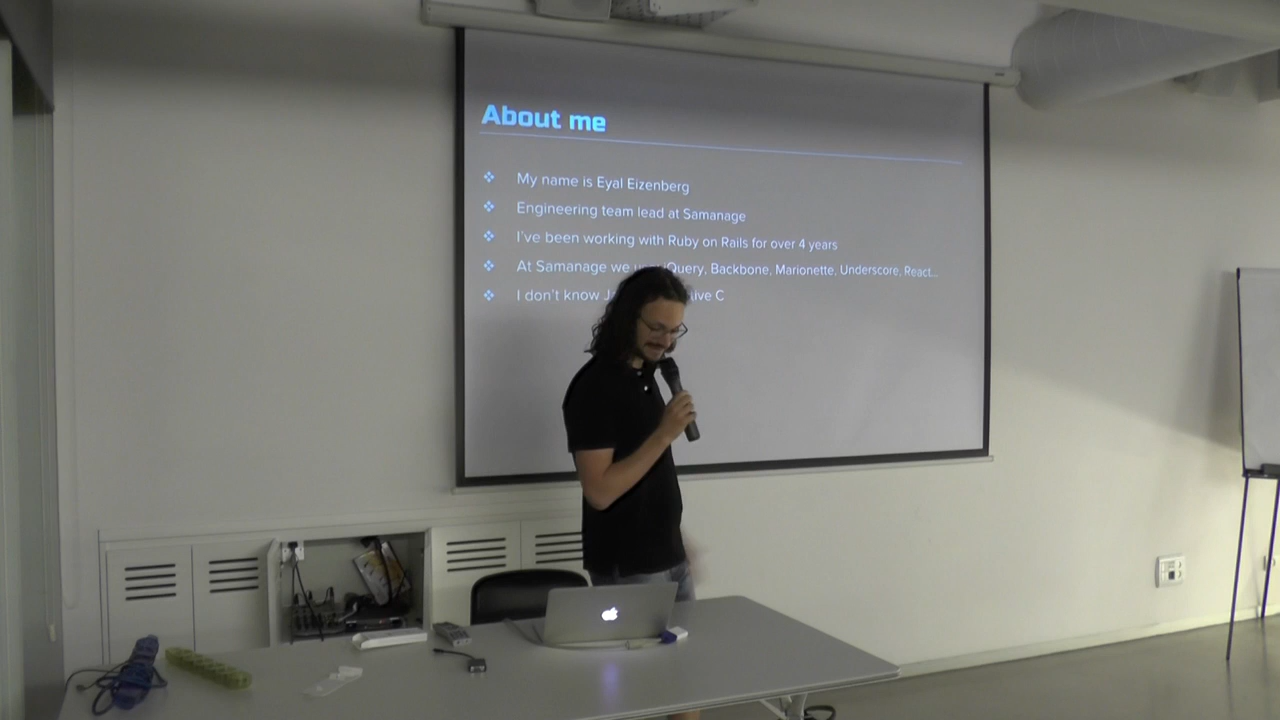 About me
My name is Eyal Eizenberg
Engineering team lead at Samanage
I've been working with Ruby on Rails for over 4 years
At Samanage we jQuery, Backbone, Marionette, Underscore, React...
I don't know C